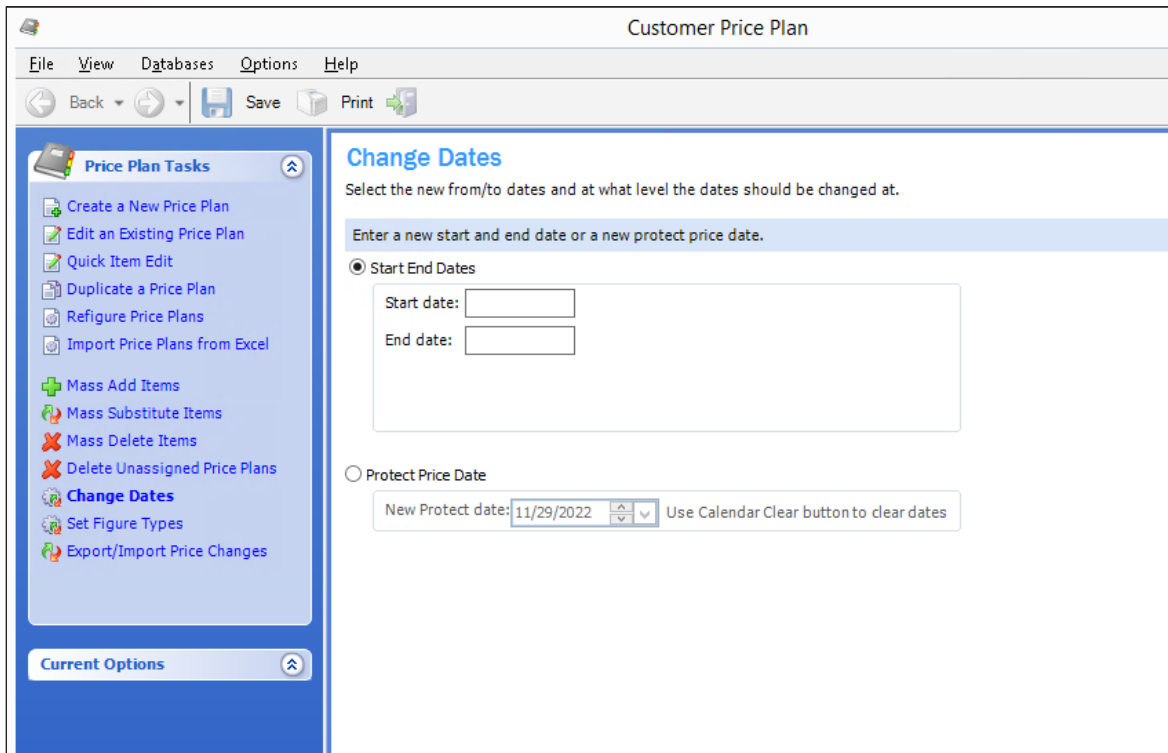 Customer Price Plan
File View Databases Options Help
Back Save Print
Price Plan Tasks
Create a New Price Plan
Edit an Existing Price Plan
Quick Item Edit
Duplicate a Price Plan
Refigure Price Plans
Import Price Plans from Excel
Mass Add Items
Mass Substitute Items
Mass Delete Items
Delete Unassigned Price Plans
Change Dates
Set Figure Types
Export/Import Price Changes
Current Options
Change Dates
Select the new from/to dates and at what level the dates should be changed at.
Enter a new start and end date or a new protect price date.
Start End Dates
Start date:
End date:
Protect Price Date
New Protect date: 11/29/2022 Use Calendar Clear button to clear dates